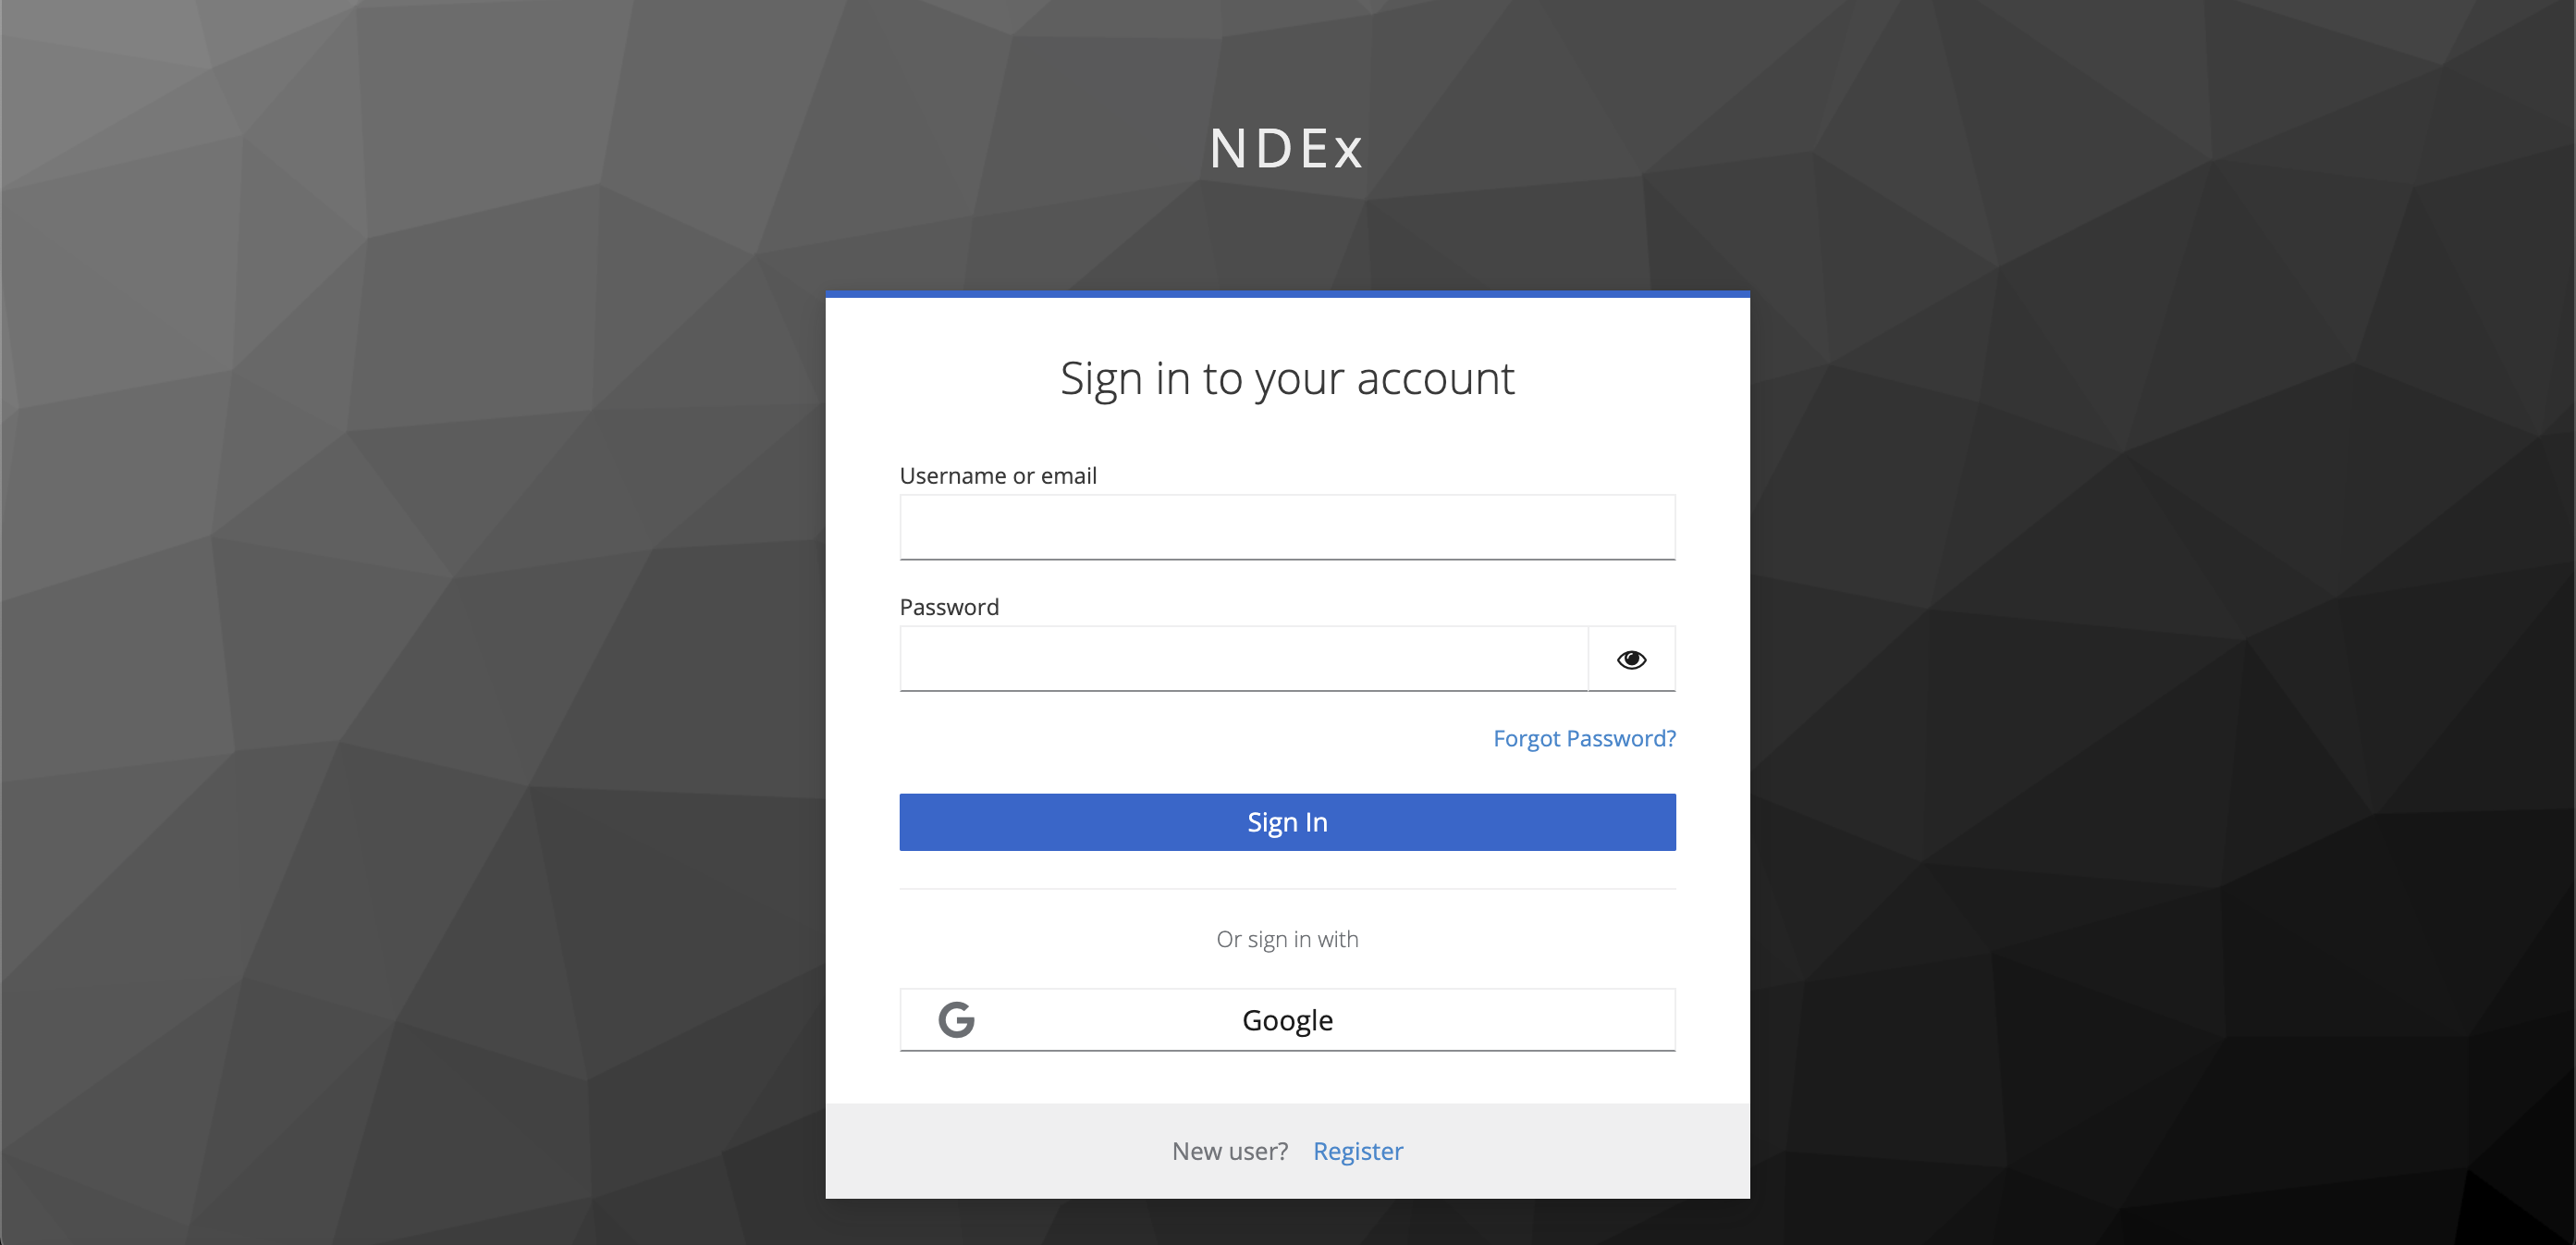 NDEx
Sign in to your account
Username or email
Password
Forgot Password?
Sign In
Or sign in with
Google
New user? Register